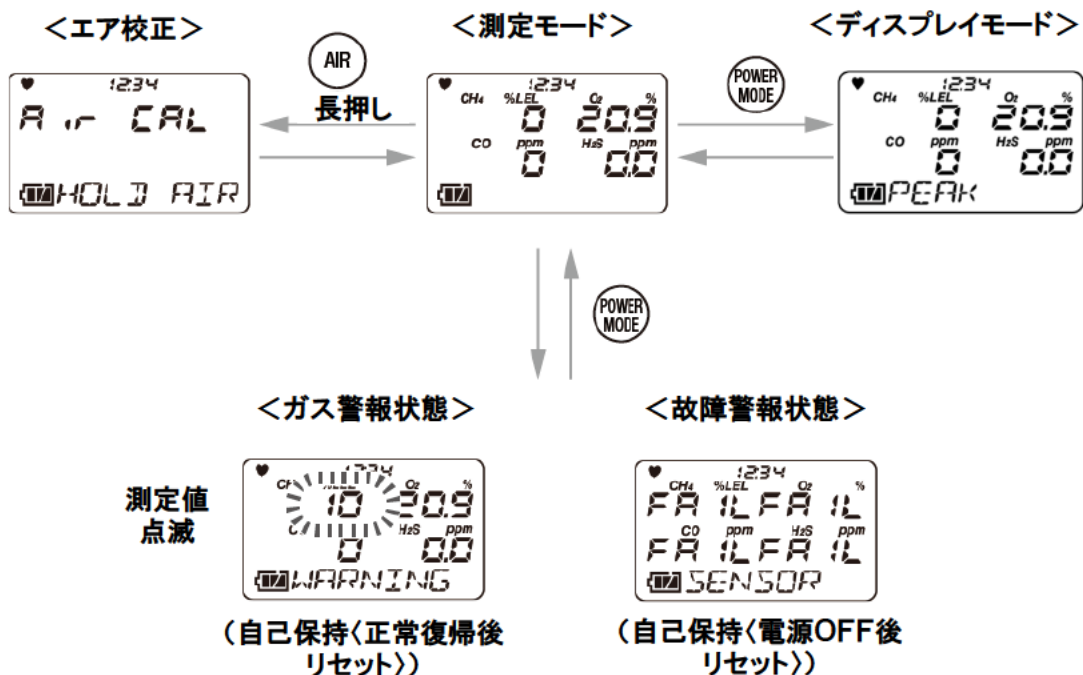 ＜エア校正＞
AIR
長押し
＜測定モード＞
POWER
MODE
＜ディスプレイモード＞
12:34
Air CAL
HOLD AIR
12:34
CH4 %LEL O2 %
0 20.9
CO ppm H2S ppm
0 0.0
12:34
CH4 %LEL O2 %
0 20.9
CO ppm H2S ppm
0 0.0
PEAK
POWER
MODE
＜ガス警報状態＞
＜故障警報状態＞
測定値
点滅
O2 %
10 20.9
H2S ppm
0 0.0
WARNING
12:34
CH4 %LEL O2 %
FAIL FAIL
CO ppm H2S ppm
FAIL FAIL
SENSOR
（自己保持〈正常復帰後
リセット〉）
（自己保持〈電源OFF後
リセット〉）